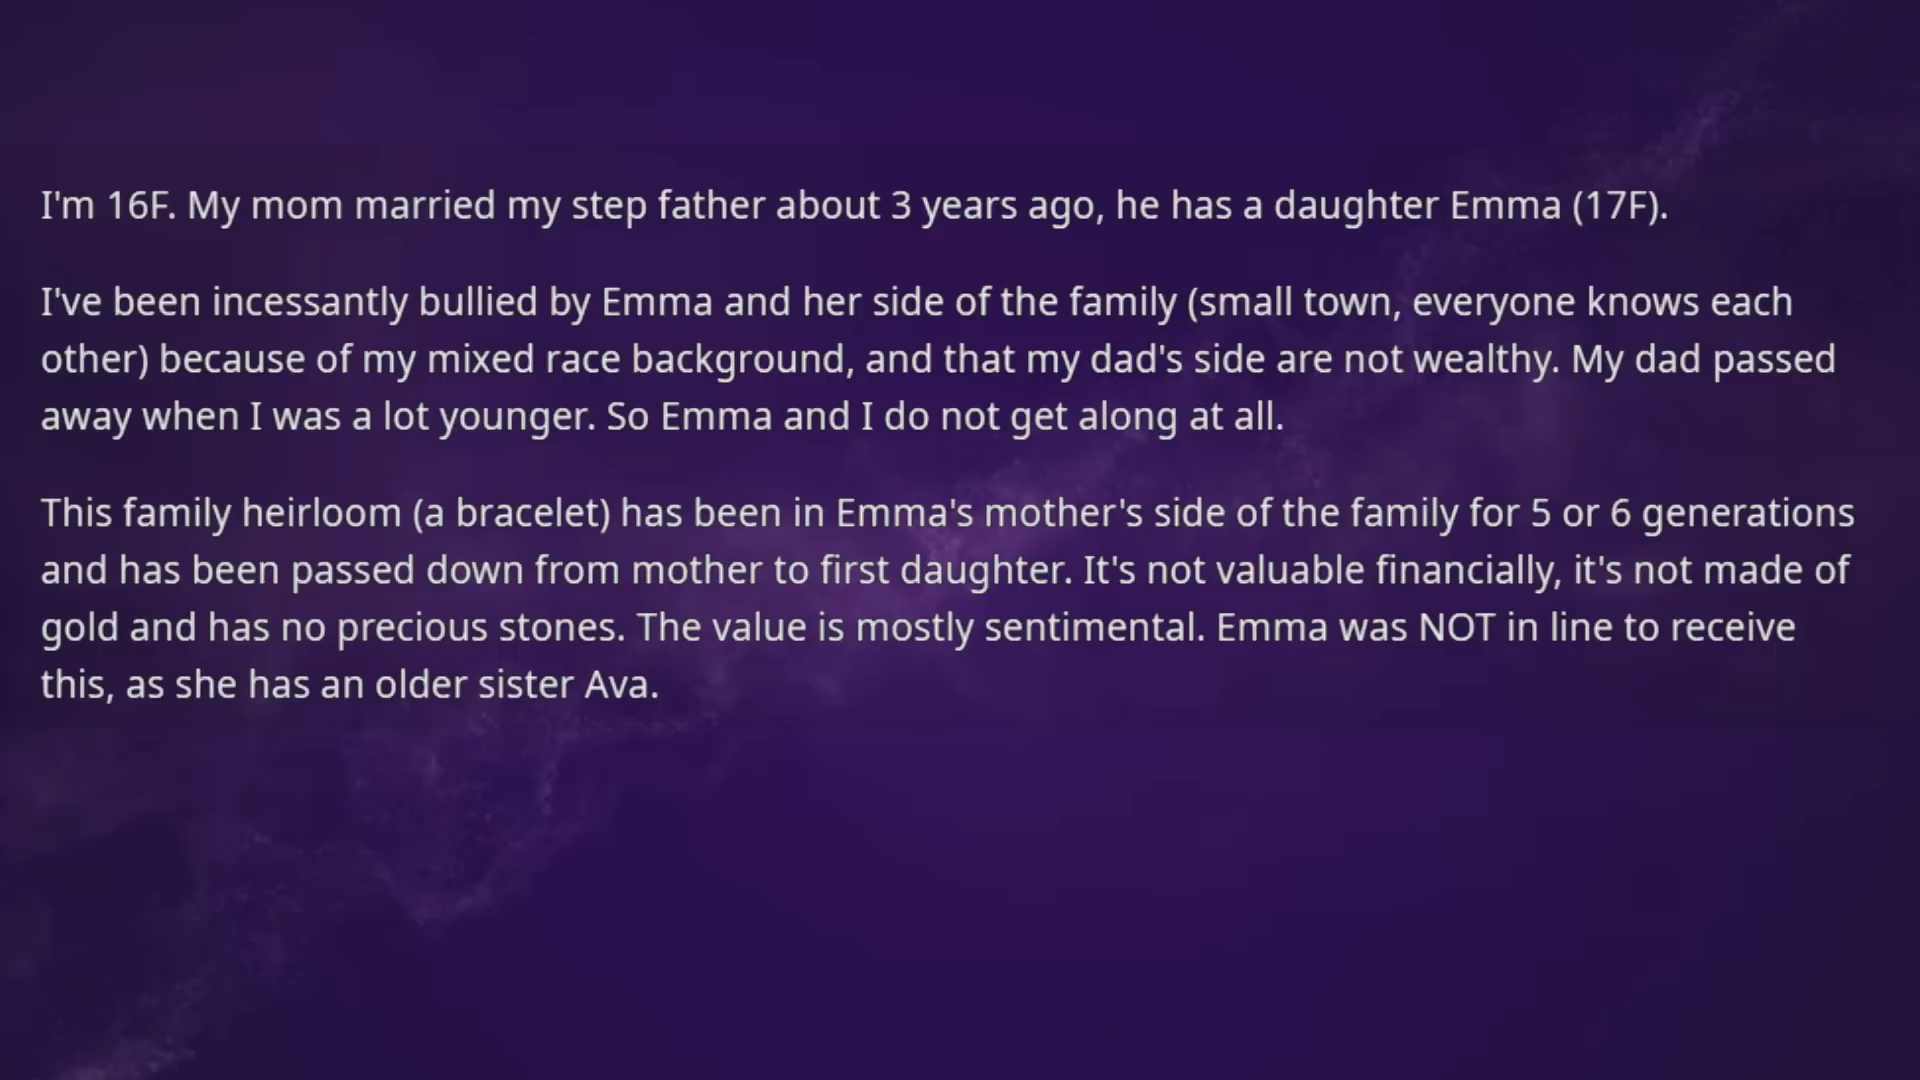 I'm 16F. My mom married my step father about 3 years ago, he has a daughter Emma (17F).
I've been incessantly bullied by Emma and her side of the family (small town, everyone knows each
other) because of my mixed race background, and that my dad's side are not wealthy. My dad passed
away when I was a lot younger. So Emma and I do not get along at all.
This family heirloom (a bracelet) has been in Emma's mother's side of the family for 5 or 6 generations
and has been passed down from mother to first daughter. It's not valuable financially, it's not made of
gold and has no precious stones. The value is mostly sentimental. Emma was NOT in line to receive
this, as she has an older sister Ava.